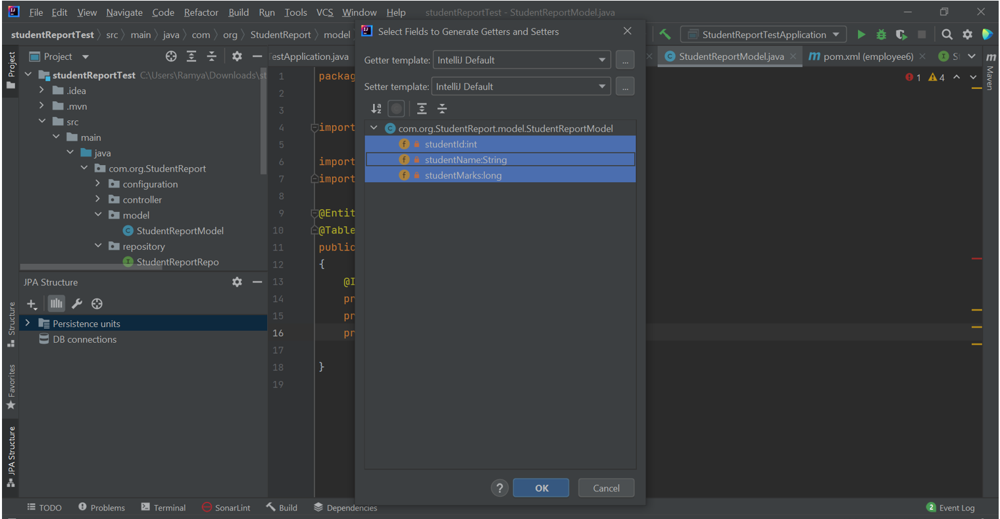 File Edit View Navigate Code Refactor Build Run Tools VCS Window Help studentReportTest - StudentReportModel.java
studentReportTest src main java com org StudentReport model
StudentReportTestApplication
Select Fields to Generate Getters and Setters
Getter template: IntelliJ Default ...
Setter template: IntelliJ Default ...
com.org.StudentReport.model.StudentReportModel
studentId:int
studentName:String
studentMarks:long
? OK Cancel
Project
Project
studentReportTest C:\Users\Ramya\Downloads\st
.idea
.mvn
src
main
java
com.org.StudentReport
configuration
controller
model
StudentReportModel
repository
StudentReportRepo
JPA Structure
Persistence units
DB connections
Structure
Favorites
JPA Structure
estApplication.java
StudentReportModel.java
pom.xml (employee6)
Maven
1 4
1 packag
2
3
4 import
5
6 import
7 import
8
9 @Entit
10 @Table
11 public
12 {
13 @I
14 pr
15 pr
16 pr
17
18 }
19
TODO Problems Terminal SonarLint Build Dependencies 2 Event Log